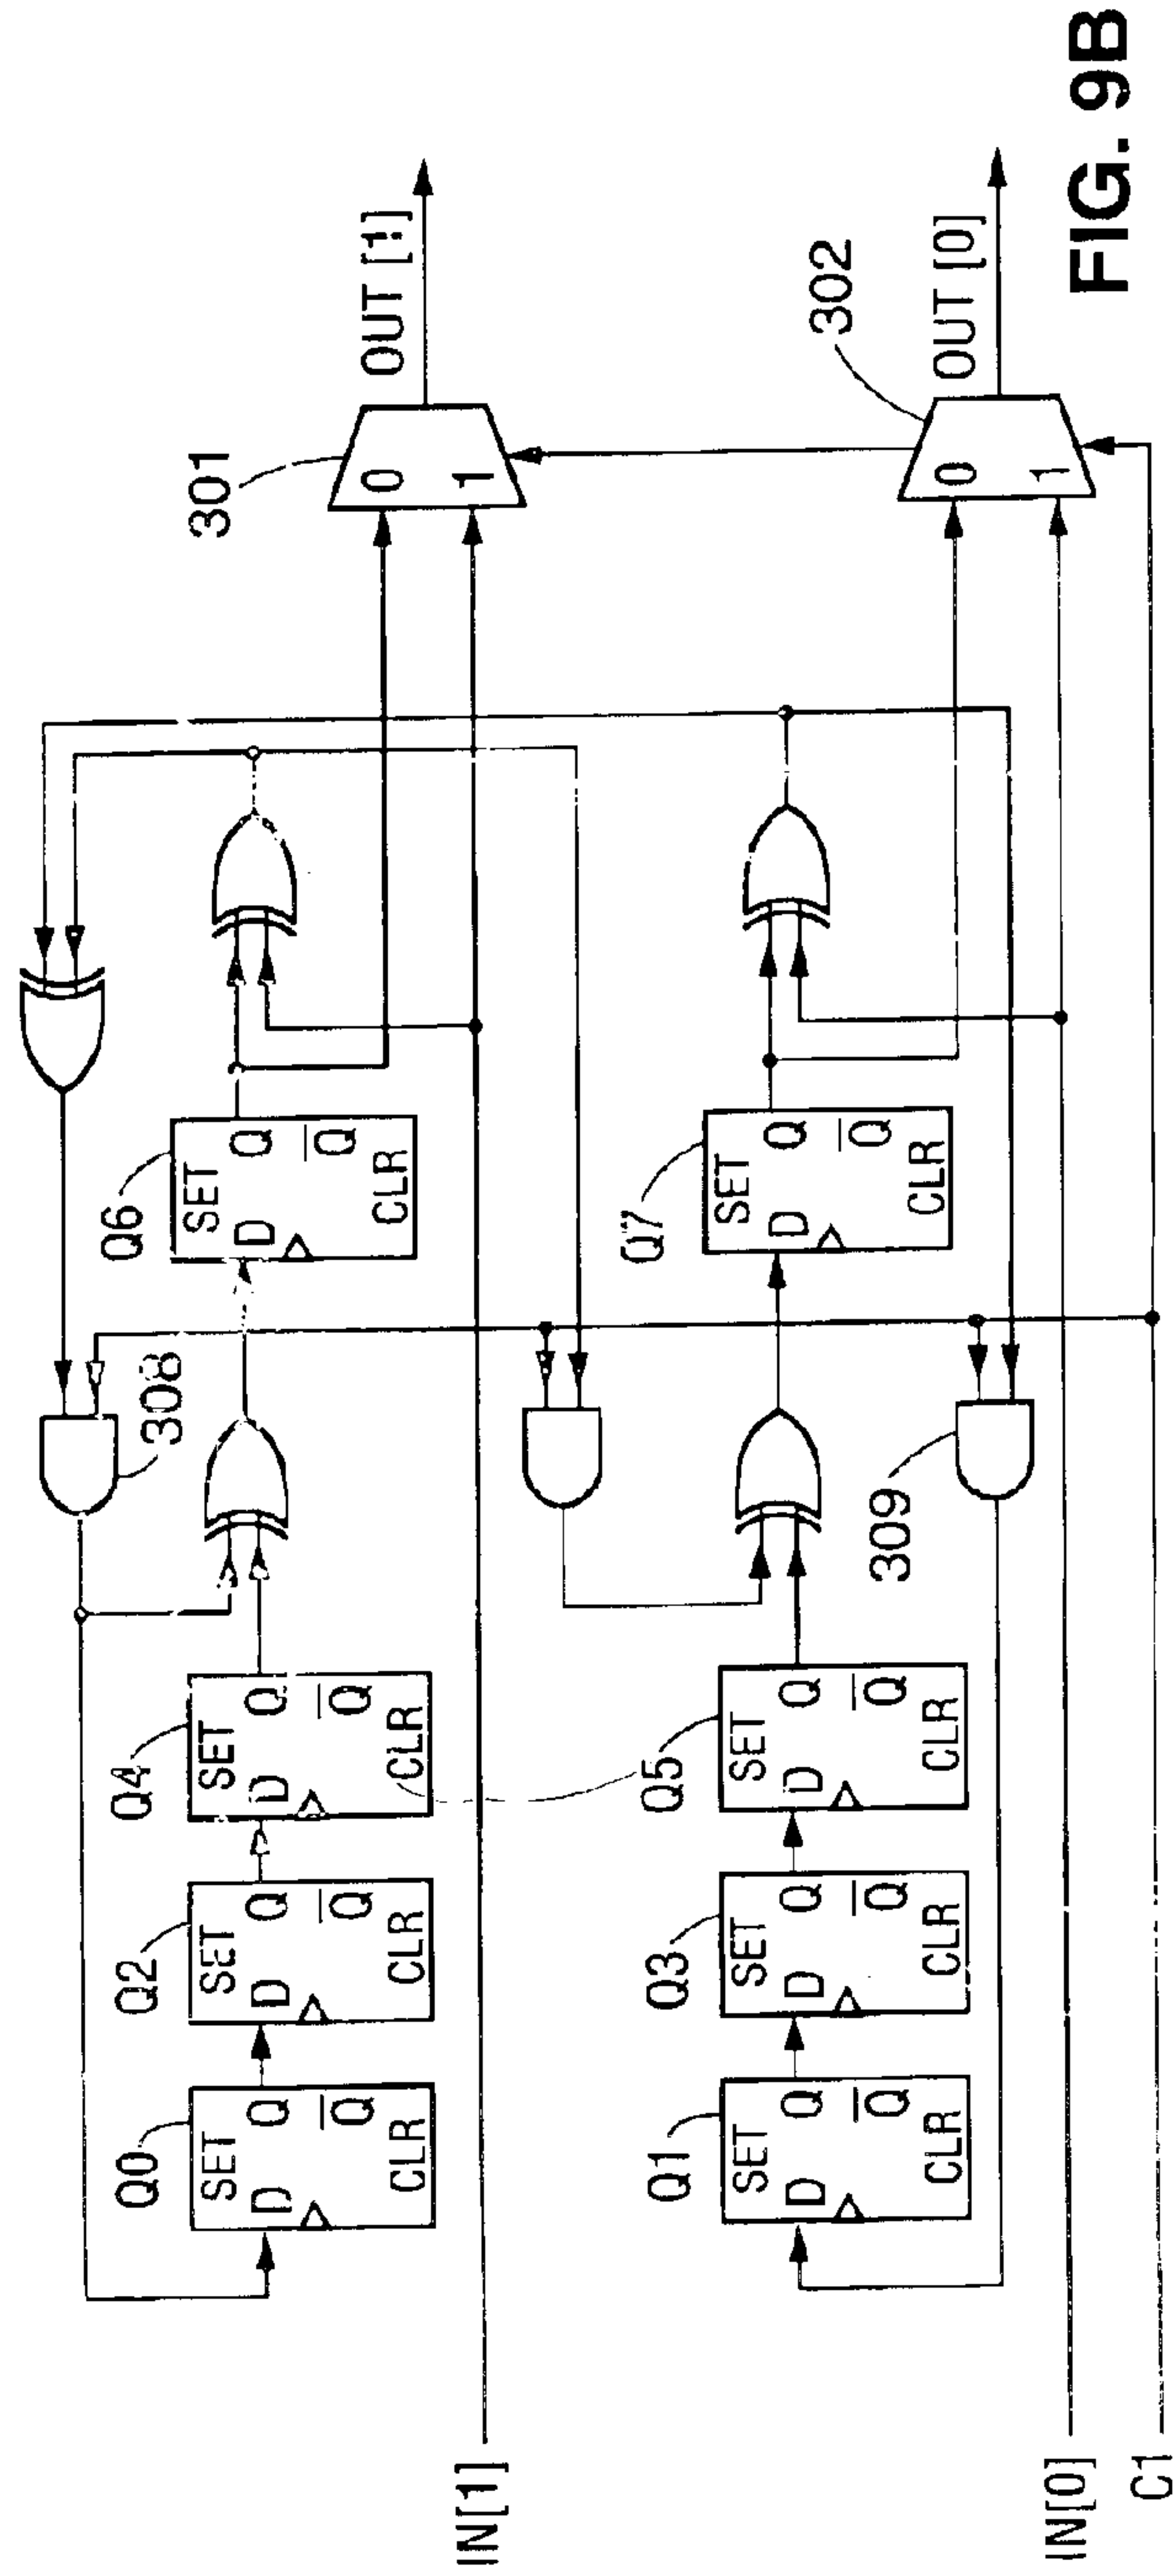 Q0
Q2
Q4
308
Q6
301
SET
D Q
Q
CLR
SET
D Q
Q
CLR
SET
D Q
Q
CLR
SET
D Q
Q
CLR
0
1
OUT [1]
IN[1]
Q1
Q3
Q5
Q7
302
SET
D Q
Q
CLR
SET
D Q
Q
CLR
SET
D Q
Q
CLR
SET
D Q
Q
CLR
309
0
1
OUT [0]
IN[0]
C1
FIG. 9B